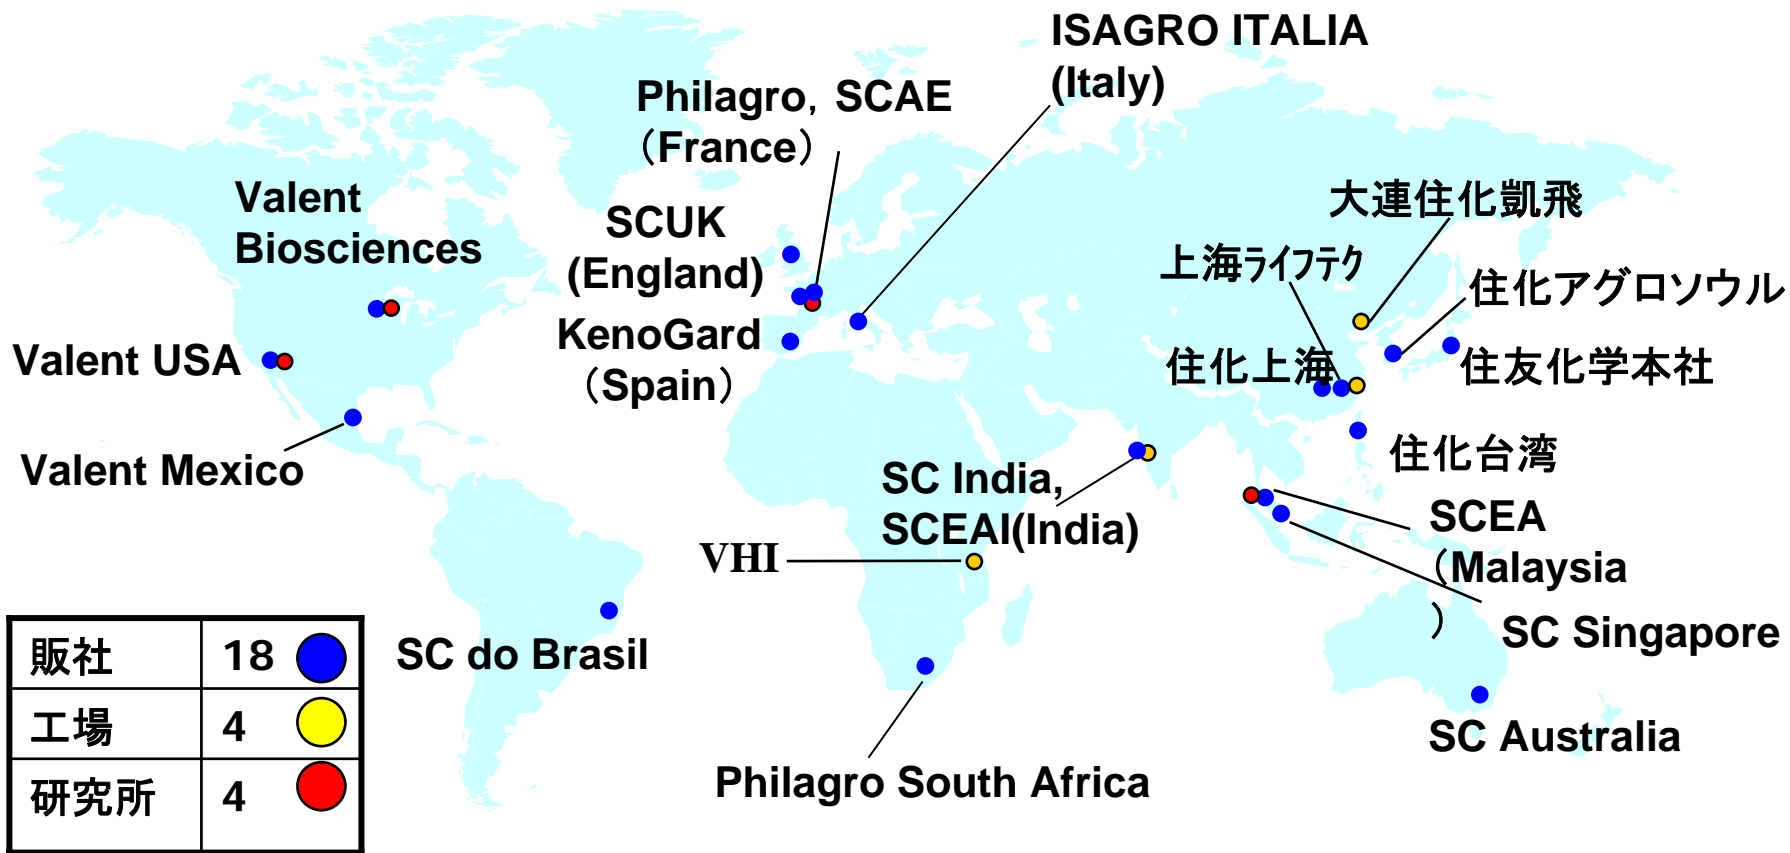 ISAGRO ITALIA
(Italy)
Philagro, SCAE
（France）
Valent
Biosciences
SCUK
(England)
大連住化凱飛
上海ライフテク
住化アグロソウル
KenoGard
（Spain）
Valent USA
住化上海
住友化学本社
Valent Mexico
住化台湾
SC India,
SCEAI(India)
SCEA
（Malaysia
）
VHI
SC Singapore
SC do Brasil
SC Australia
Philagro South Africa
販社 18
工場 4
研究所 4